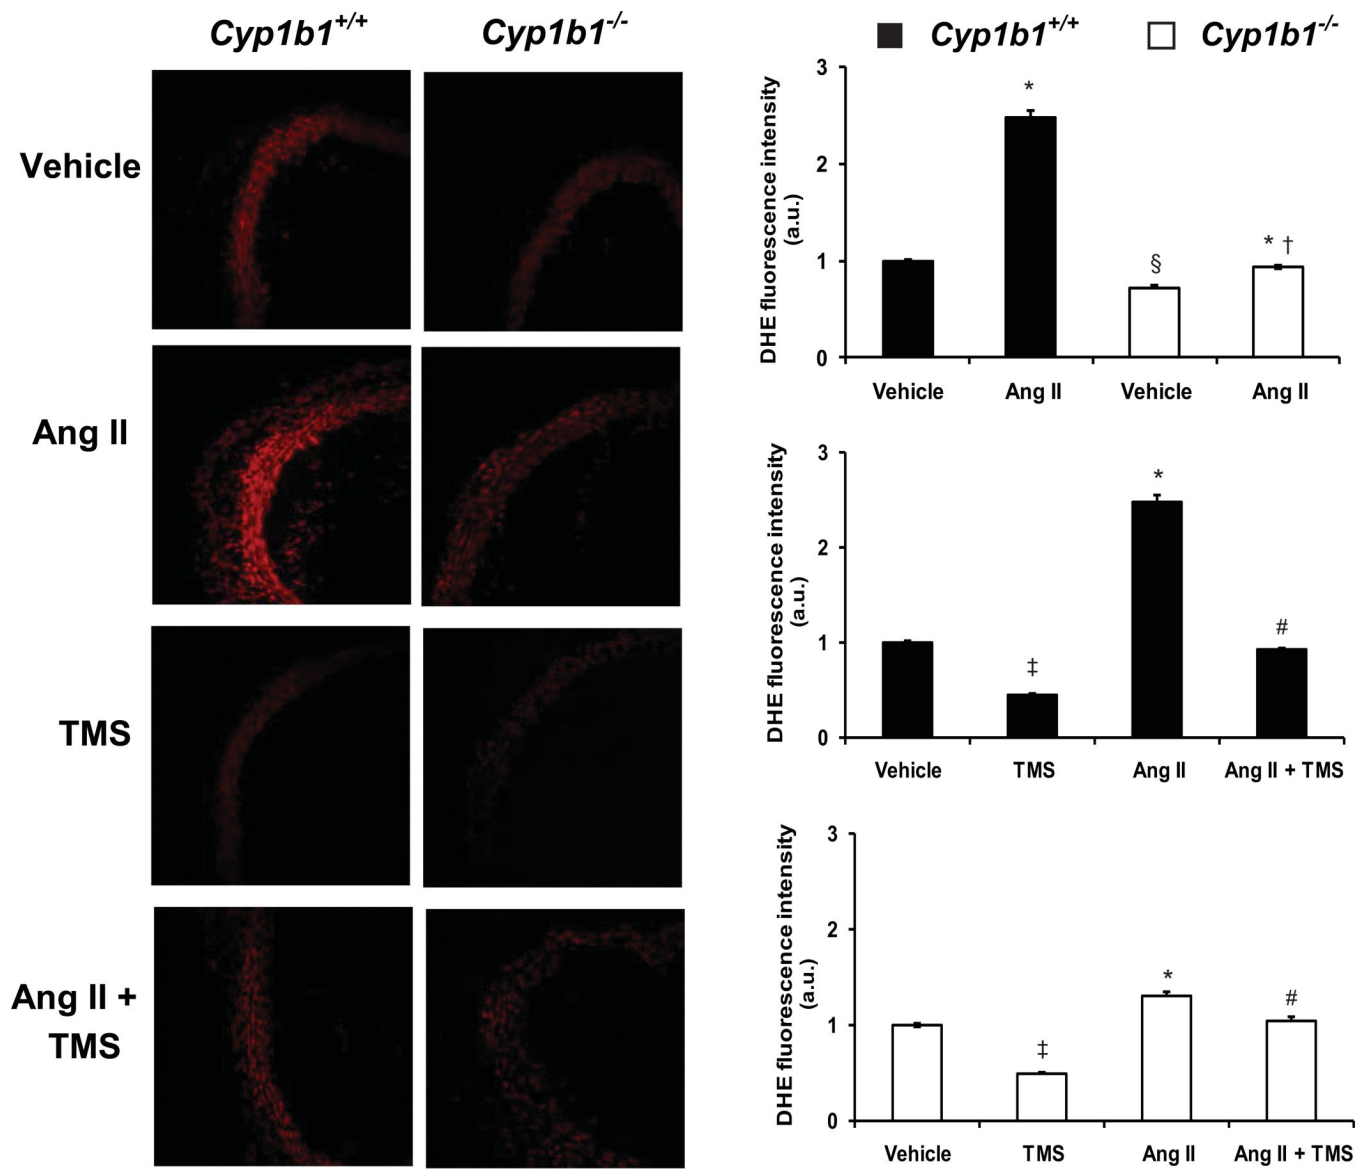 Cyp1b1+/+
Cyp1b1-/-
Vehicle
Ang II
TMS
Ang II +
TMS
Cyp1b1+/+
Cyp1b1-/-
DHE fluorescence intensity
(a.u.)
3
2
1
0
*
§
* †
Vehicle
Ang II
Vehicle
Ang II
DHE fluorescence intensity
(a.u.)
3
2
1
0
‡
*
#
Vehicle
TMS
Ang II
Ang II + TMS
DHE fluorescence intensity
(a.u.)
3
2
1
0
‡
*
#
Vehicle
TMS
Ang II
Ang II + TMS